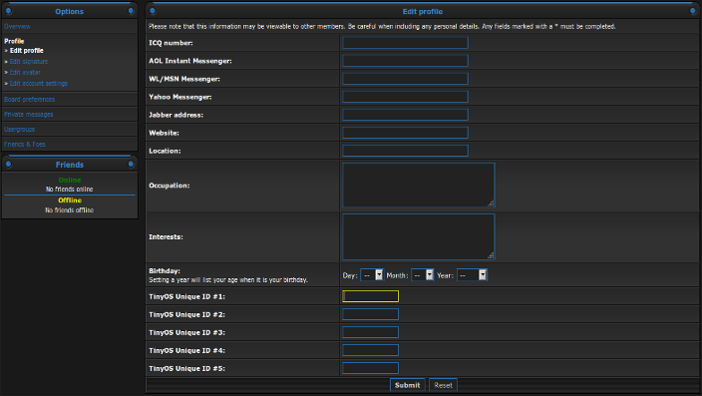 Options
Overview
Profile
» Edit profile
» Edit signature
» Edit avatar
» Edit account settings
Board preferences
Private messages
Usergroups
Friends & Foes
Friends
Online
No friends online
Offline
No friends offline
Edit profile
Please note that this information may be viewable to other members. Be careful when including any personal details. Any fields marked with a * must be completed.
ICQ number:
AOL Instant Messenger:
WL/MSN Messenger:
Yahoo Messenger:
Jabber address:
Website:
Location:
Occupation:
Interests:
Birthday:
Setting a year will list your age when it is your birthday.
Day: -- Month: -- Year: --
TinyOS Unique ID #1:
TinyOS Unique ID #2:
TinyOS Unique ID #3:
TinyOS Unique ID #4:
TinyOS Unique ID #5:
Submit Reset